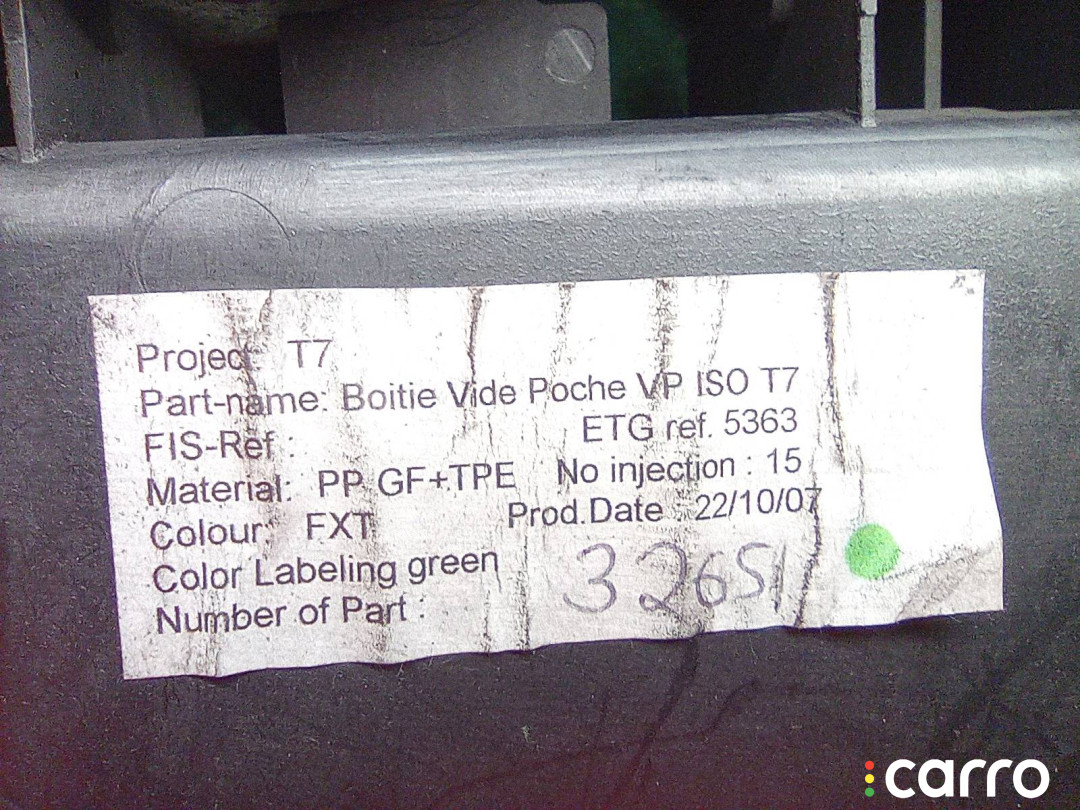 Project: T7
Part-name: Boitie Vide Poche VP ISO T7
FIS-Ref : ETG ref. 5363
Material: PP GF+TPE No injection : 15
Colour: FXT Prod.Date : 22/10/07
Color Labeling green
Number of Part : 32651
carro